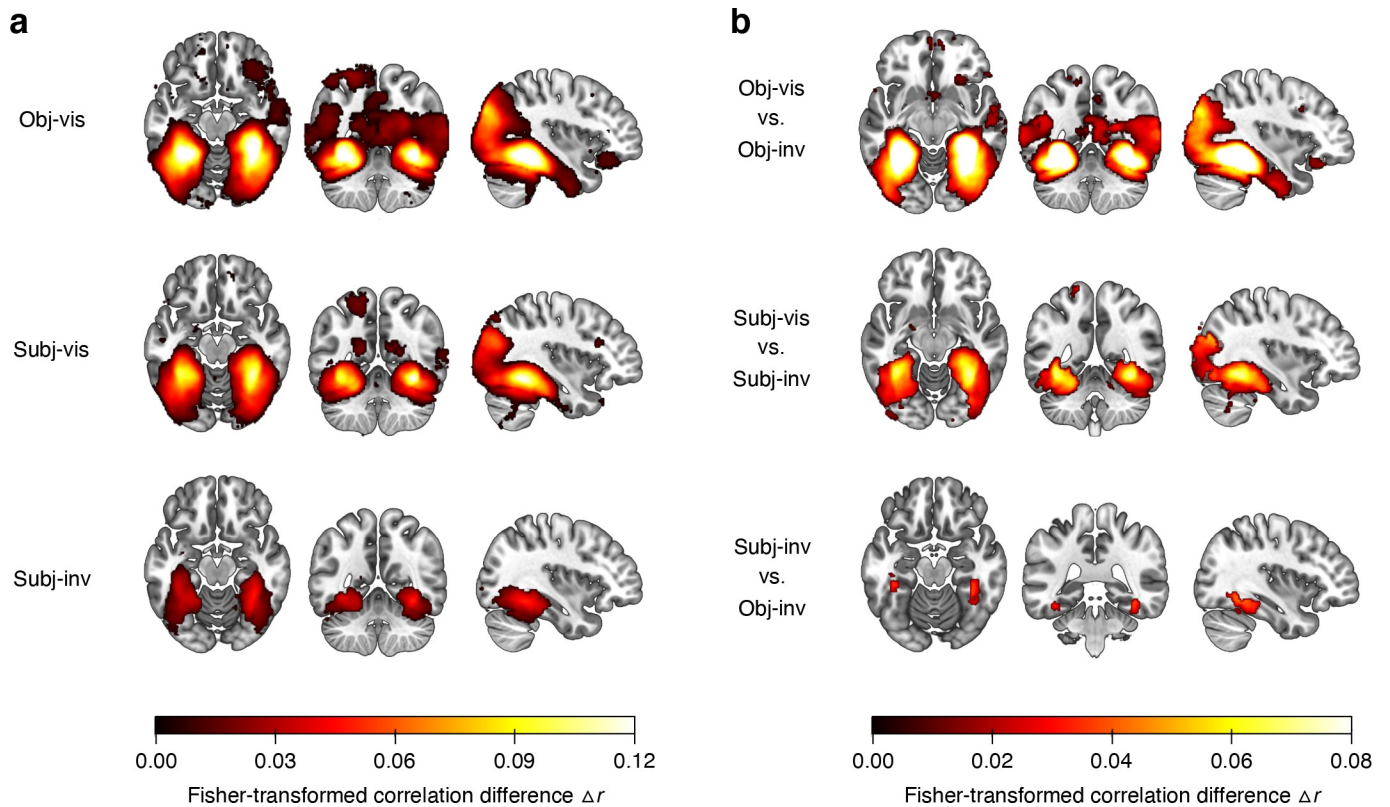 a
Obj-vis
Subj-vis
Subj-inv
0.00 0.03 0.06 0.09 0.12
Fisher-transformed correlation difference △r
b
Obj-vis
vs.
Obj-inv
Subj-vis
vs.
Subj-inv
Subj-inv
vs.
Obj-inv
0.00 0.02 0.04 0.06 0.08
Fisher-transformed correlation difference △r